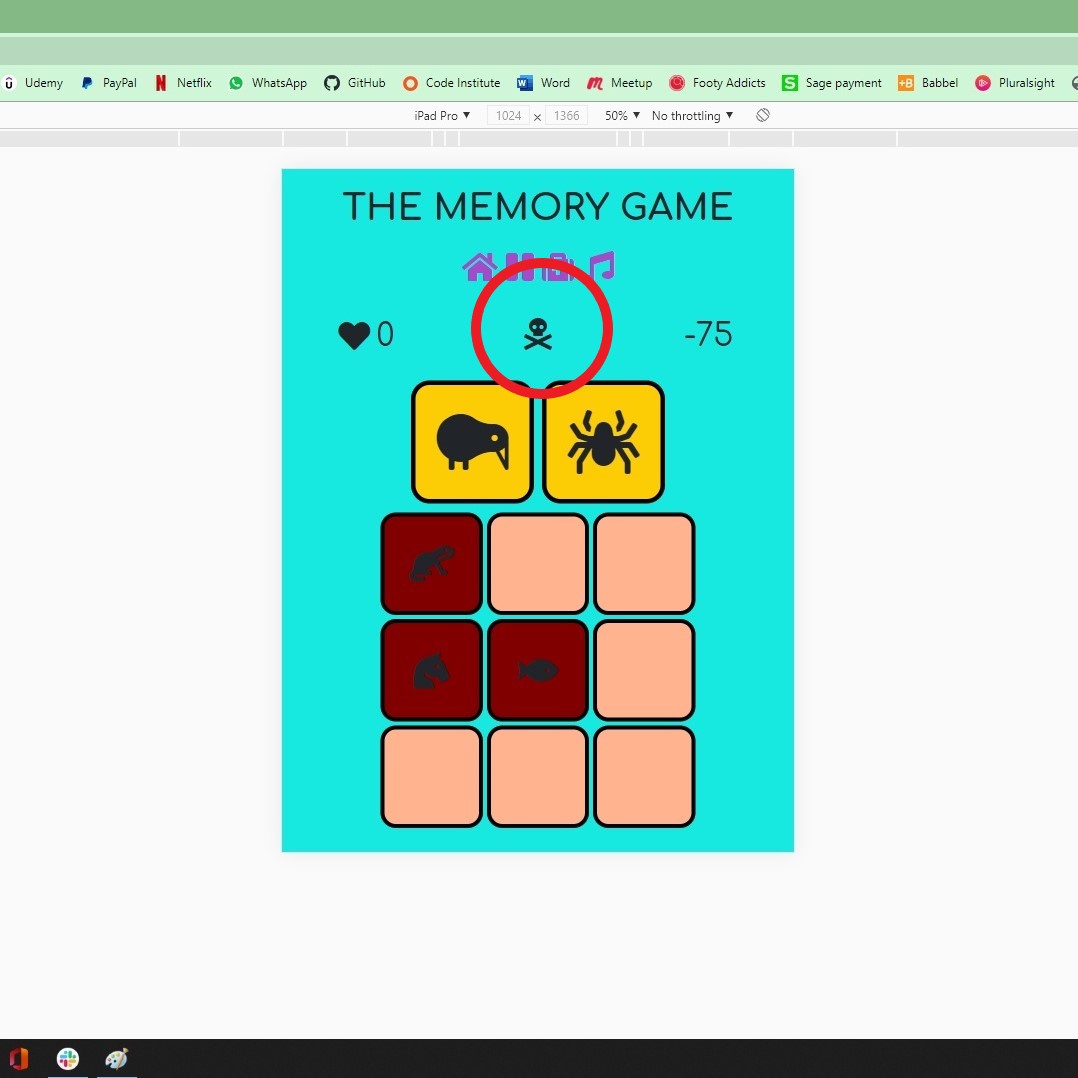 Udemy PayPal Netflix WhatsApp GitHub Code Institute Word Meetup Footy Addicts Sage payment Babbel Pluralsight
iPad Pro 1024 x 1366 50% No throttling
THE MEMORY GAME
0 -75